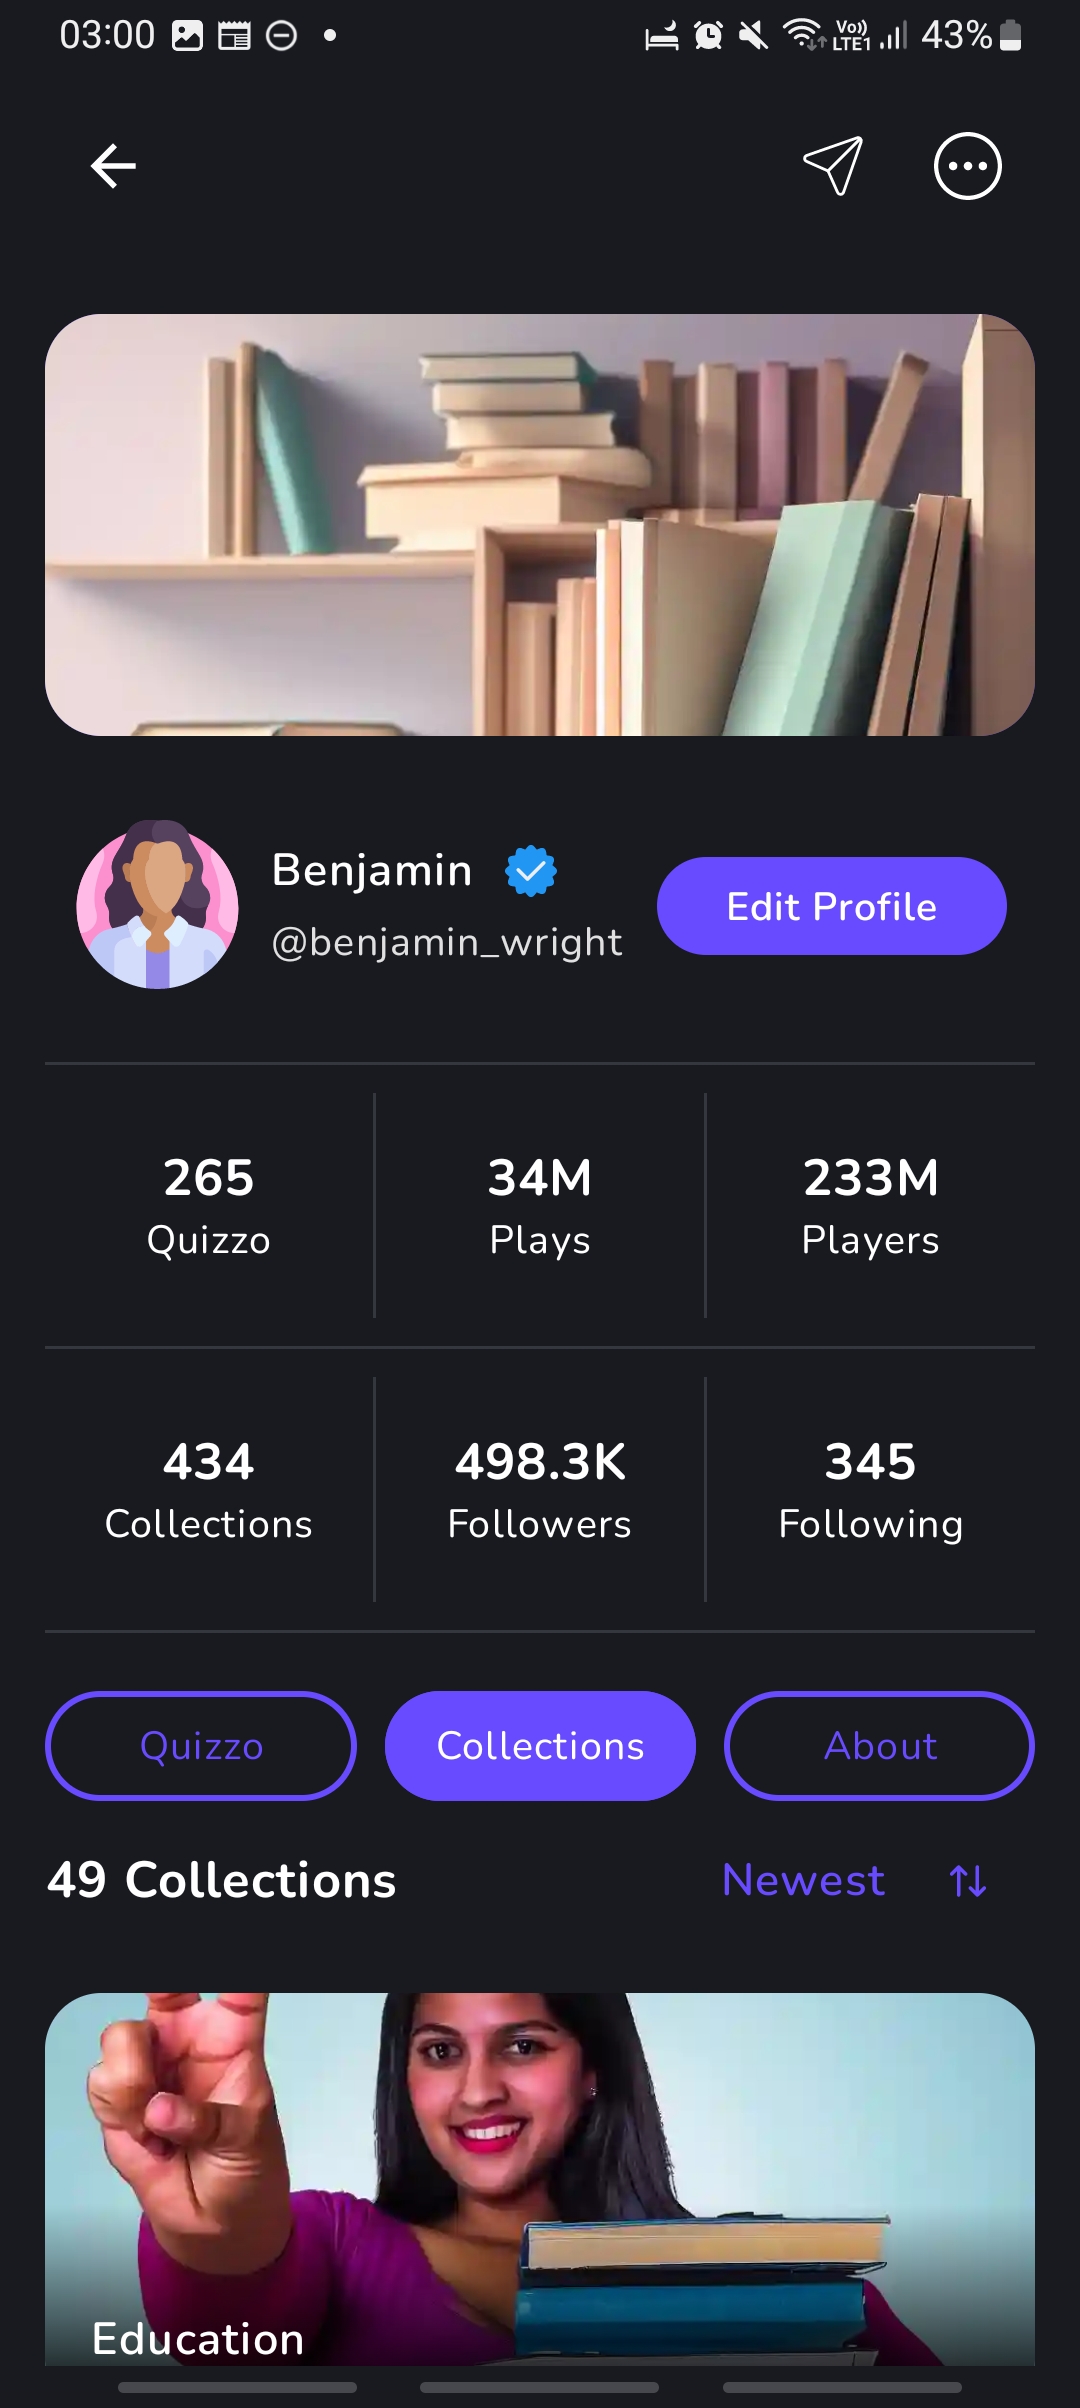 03:00 Vo)) LTE1 43%
Benjamin
@benjamin_wright
Edit Profile
265 34M 233M
Quizzo Plays Players
434 498.3K 345
Collections Followers Following
Quizzo Collections About
49 Collections Newest
Education